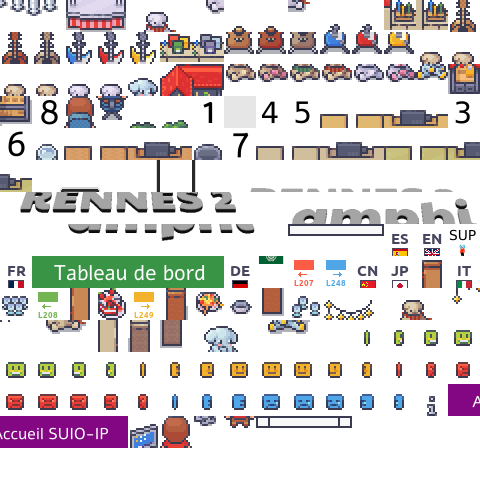 8 1 4 5 3
6 7
RENNES 2
ES EN SUP
FR Tableau de bord DE L207 L248 CN JP IT
L208 L249
Accueil SUIO-IP